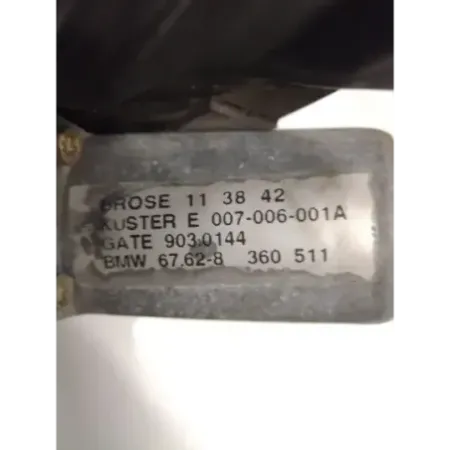 BROSE 11 38 42
KUSTER E 007-006-001A
GATE 903.0144
BMW 67.62-8 360 511